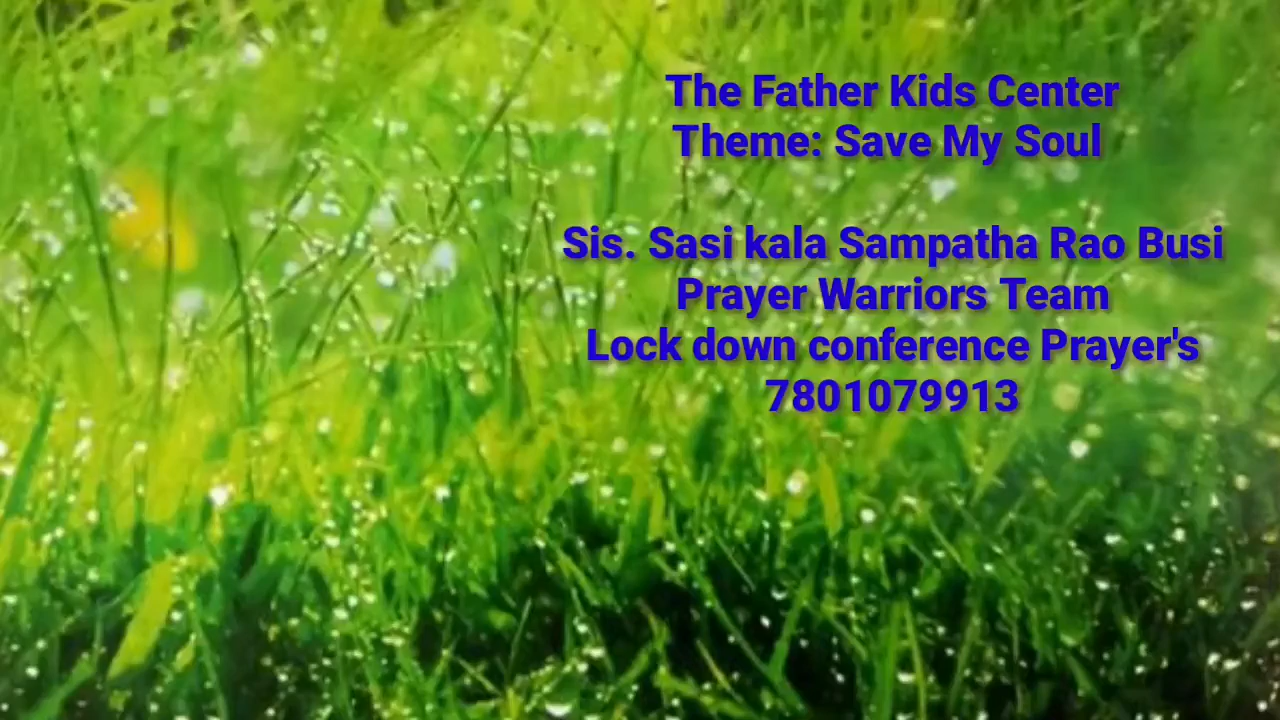 The Father Kids Center
Theme: Save My Soul
Sis. Sasi kala Sampatha Rao Busi
Prayer Warriors Team
Lock down conference Prayer's
7801079913